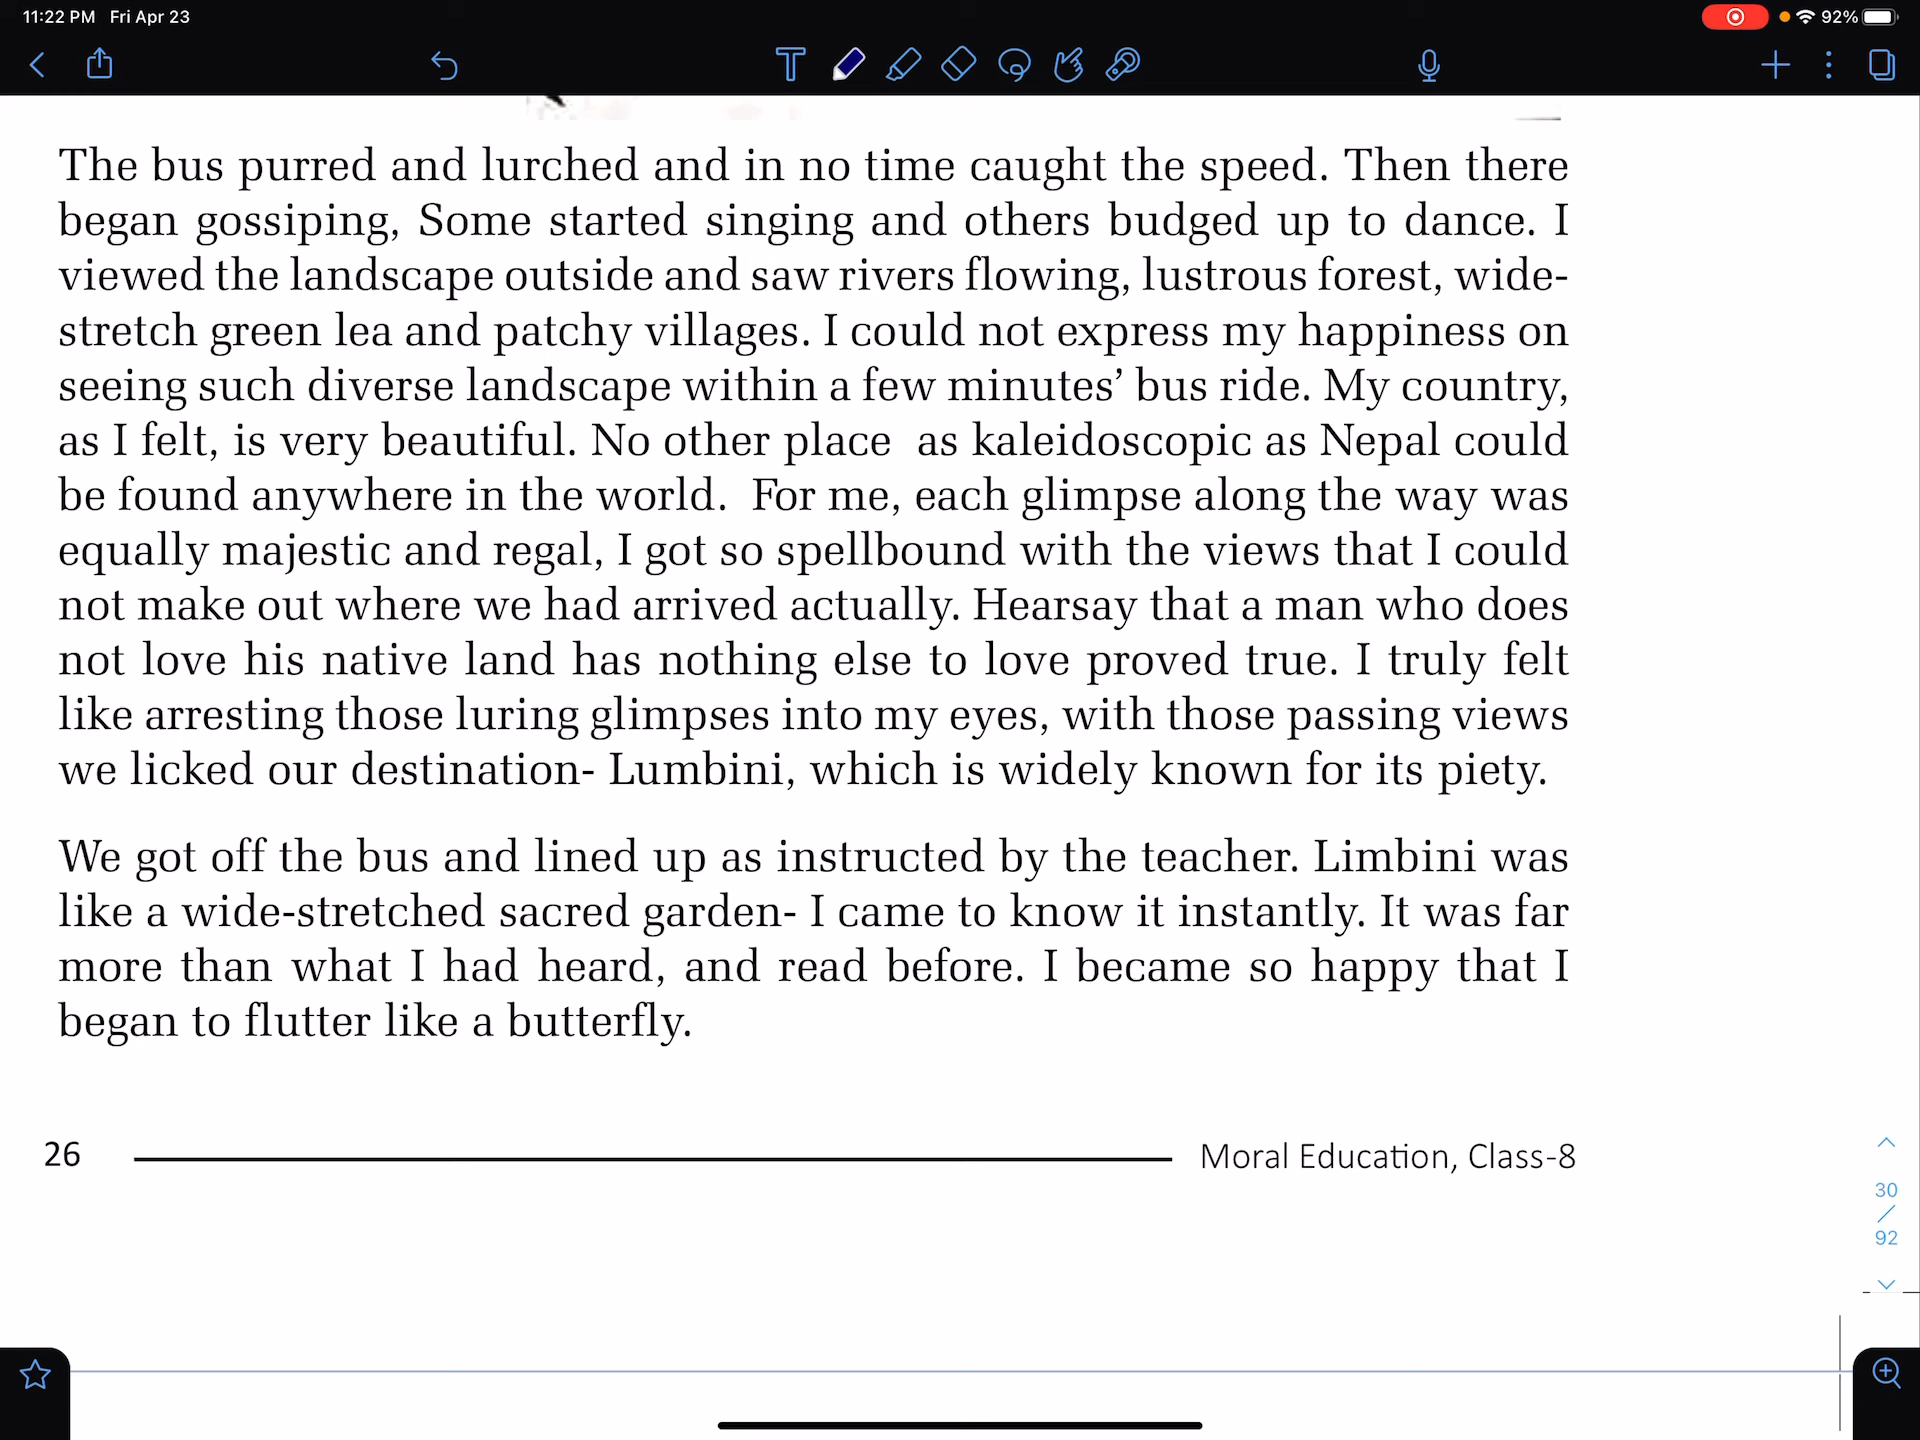 11:22 PM Fri Apr 23 92%
The bus purred and lurched and in no time caught the speed. Then there
began gossiping, Some started singing and others budged up to dance. I
viewed the landscape outside and saw rivers flowing, lustrous forest, wide-
stretch green lea and patchy villages. I could not express my happiness on
seeing such diverse landscape within a few minutes’ bus ride. My country,
as I felt, is very beautiful. No other place as kaleidoscopic as Nepal could
be found anywhere in the world. For me, each glimpse along the way was
equally majestic and regal, I got so spellbound with the views that I could
not make out where we had arrived actually. Hearsay that a man who does
not love his native land has nothing else to love proved true. I truly felt
like arresting those luring glimpses into my eyes, with those passing views
we licked our destination- Lumbini, which is widely known for its piety.
We got off the bus and lined up as instructed by the teacher. Limbini was
like a wide-stretched sacred garden- I came to know it instantly. It was far
more than what I had heard, and read before. I became so happy that I
began to flutter like a butterfly.
26 Moral Education, Class-8
30
/
92